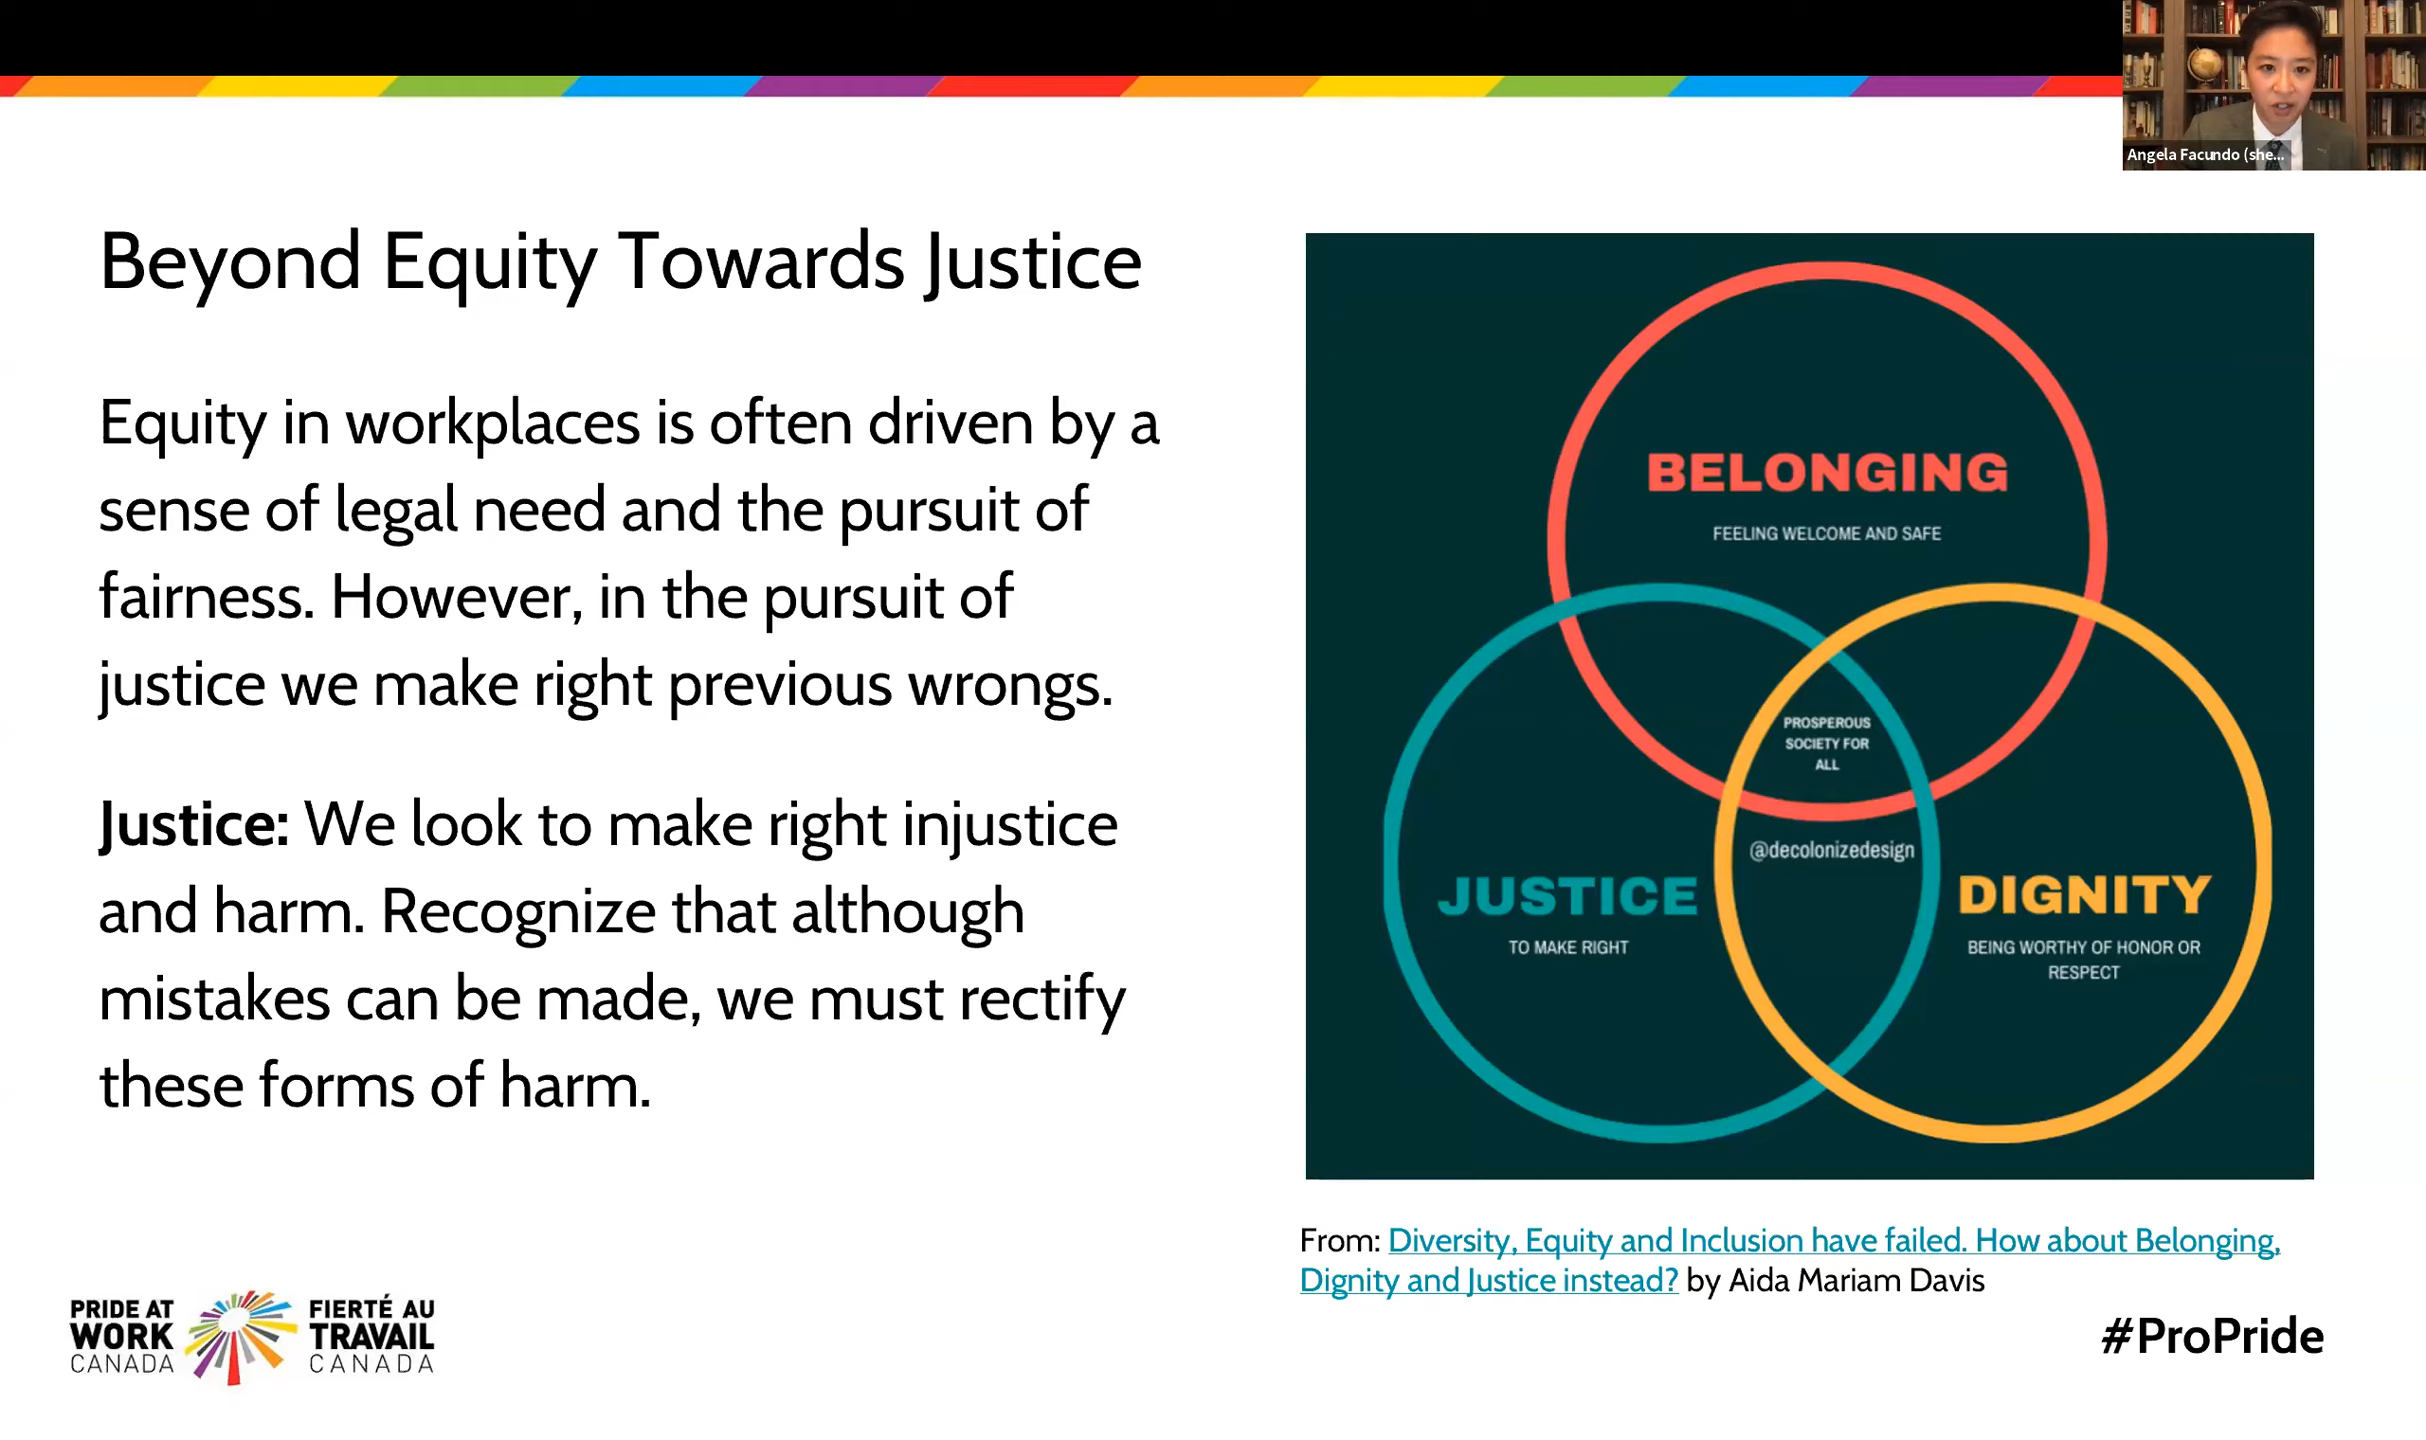 Angela Facundo (she...
Beyond Equity Towards Justice
Equity in workplaces is often driven by a
sense of legal need and the pursuit of
fairness. However, in the pursuit of
justice we make right previous wrongs.
Justice: We look to make right injustice
and harm. Recognize that although
mistakes can be made, we must rectify
these forms of harm.
BELONGING
FEELING WELCOME AND SAFE
PROSPEROUS
SOCIETY FOR
ALL
@decolonizedesign
JUSTICE
TO MAKE RIGHT
DIGNITY
BEING WORTHY OF HONOR OR
RESPECT
From: Diversity, Equity and Inclusion have failed. How about Belonging,
Dignity and Justice instead? by Aida Mariam Davis
PRIDE AT
WORK
CANADA
FIERTÉ AU
TRAVAIL
CANADA
#ProPride